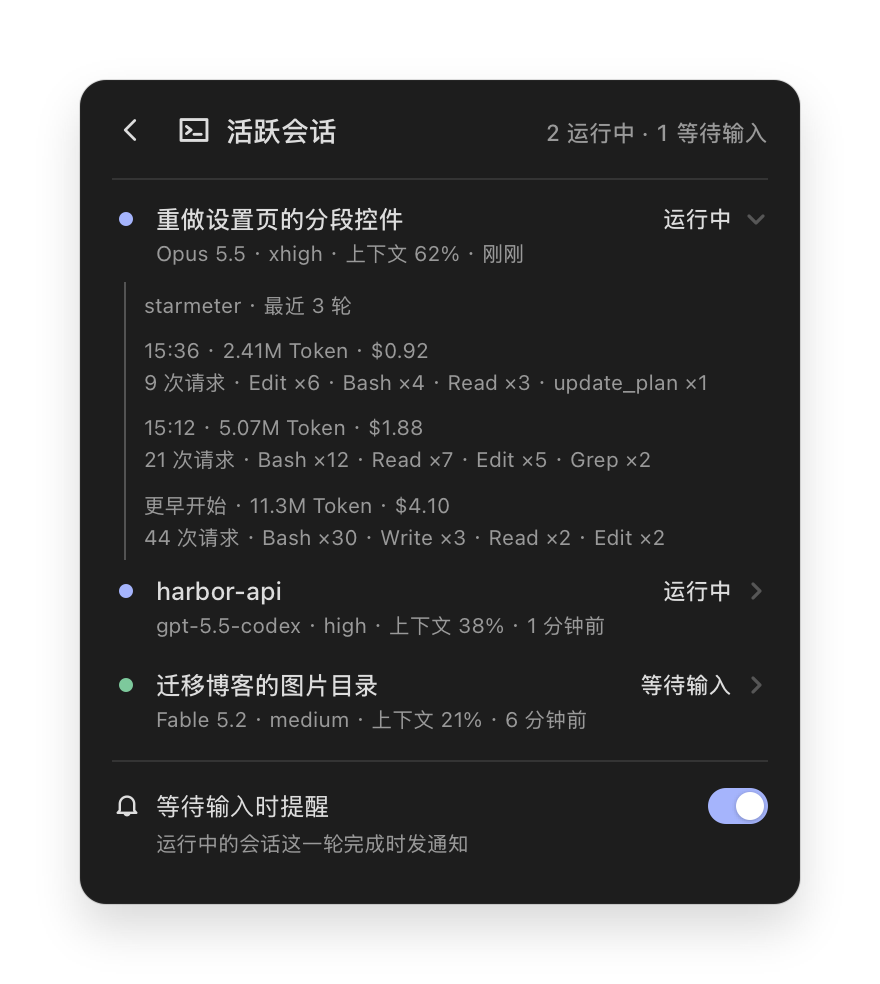 活跃会话
2 运行中 · 1 等待输入
重做设置页的分段控件
运行中
Opus 5.5 · xhigh · 上下文 62% · 刚刚
starmeter · 最近 3 轮
15:36 · 2.41M Token · $0.92
9 次请求 · Edit ×6 · Bash ×4 · Read ×3 · update_plan ×1
15:12 · 5.07M Token · $1.88
21 次请求 · Bash ×12 · Read ×7 · Edit ×5 · Grep ×2
更早开始 · 11.3M Token · $4.10
44 次请求 · Bash ×30 · Write ×3 · Read ×2 · Edit ×2
harbor-api
运行中
gpt-5.5-codex · high · 上下文 38% · 1 分钟前
迁移博客的图片目录
等待输入
Fable 5.2 · medium · 上下文 21% · 6 分钟前
等待输入时提醒
运行中的会话这一轮完成时发通知